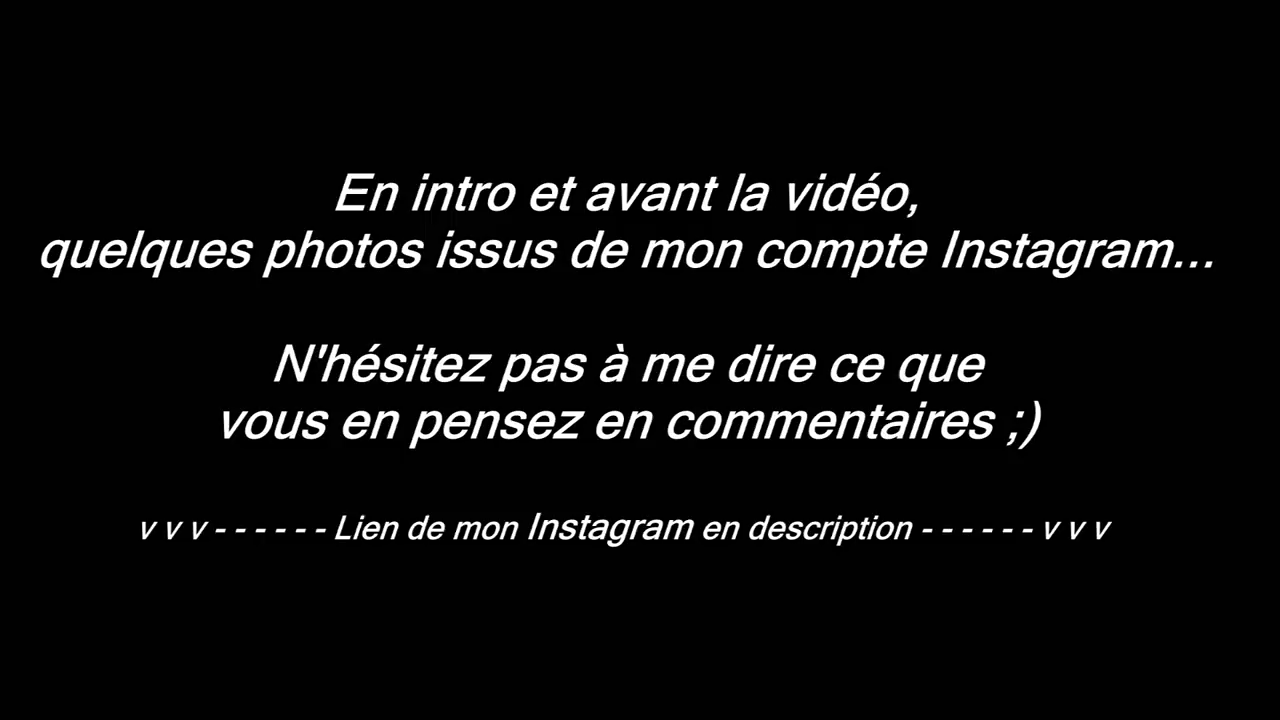 En intro et avant la vidéo,
quelques photos issus de mon compte Instagram...
N'hésitez pas à me dire ce que
vous en pensez en commentaires ;)
v v v - - - - - - Lien de mon Instagram en description - - - - - - v v v